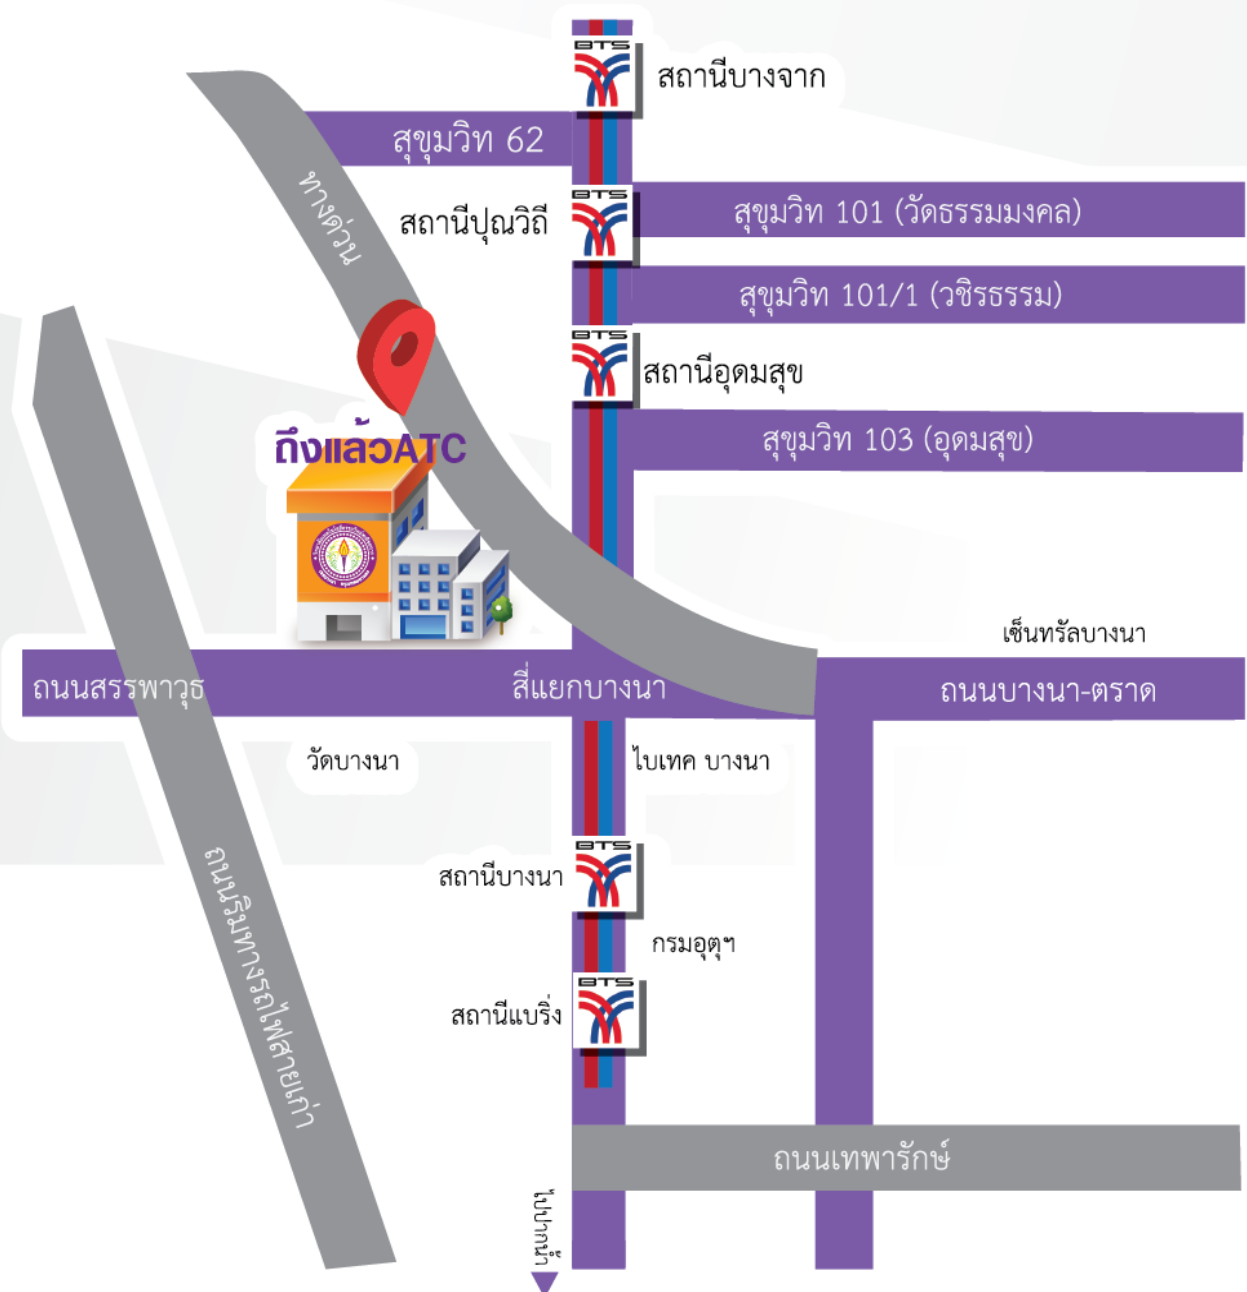 BTS
สถานีบางจาก
สุขุมวิท 62
ทางด่วน
BTS
สถานีปุณวิถี
สุขุมวิท 101 (วัดธรรมมงคล)
สุขุมวิท 101/1 (วชิรธรรม)
BTS
สถานีอุดมสุข
ถึงแล้วATC
สุขุมวิท 103 (อุดมสุข)
เซ็นทรัลบางนา
ถนนสรรพาวุธ
สี่แยกบางนา
ถนนบางนา-ตราด
วัดบางนา
ไบเทค บางนา
BTS
สถานีบางนา
ถนนริมทางรถไฟสายเก่า
กรมอุตุฯ
BTS
สถานีแบริ่ง
ถนนเทพารักษ์
ไปปากน้ำ